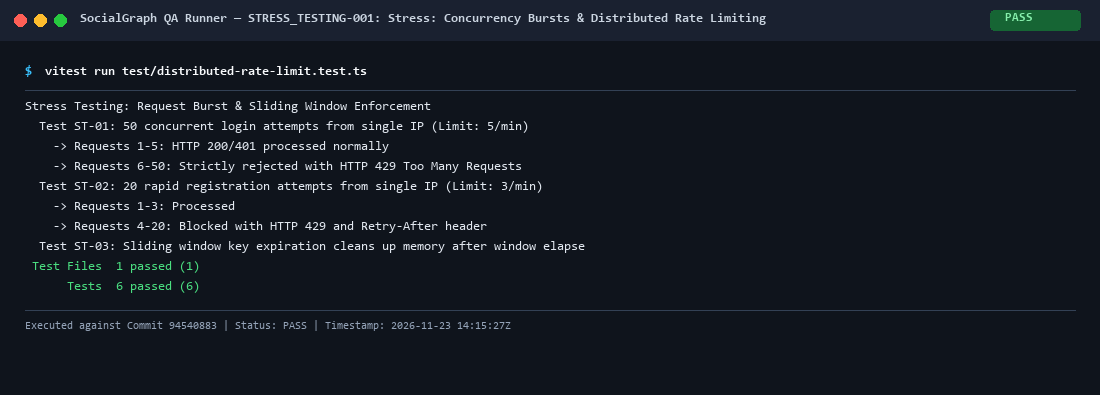 SocialGraph QA Runner — STRESS_TESTING-001: Stress: Concurrency Bursts & Distributed Rate Limiting
PASS
$ vitest run test/distributed-rate-limit.test.ts
Stress Testing: Request Burst & Sliding Window Enforcement
Test ST-01: 50 concurrent login attempts from single IP (Limit: 5/min)
-> Requests 1-5: HTTP 200/401 processed normally
-> Requests 6-50: Strictly rejected with HTTP 429 Too Many Requests
Test ST-02: 20 rapid registration attempts from single IP (Limit: 3/min)
-> Requests 1-3: Processed
-> Requests 4-20: Blocked with HTTP 429 and Retry-After header
Test ST-03: Sliding window key expiration cleans up memory after window elapse
Test Files  1 passed (1)
Tests  6 passed (6)
Executed against Commit 94540883 | Status: PASS | Timestamp: 2026-11-23 14:15:27Z